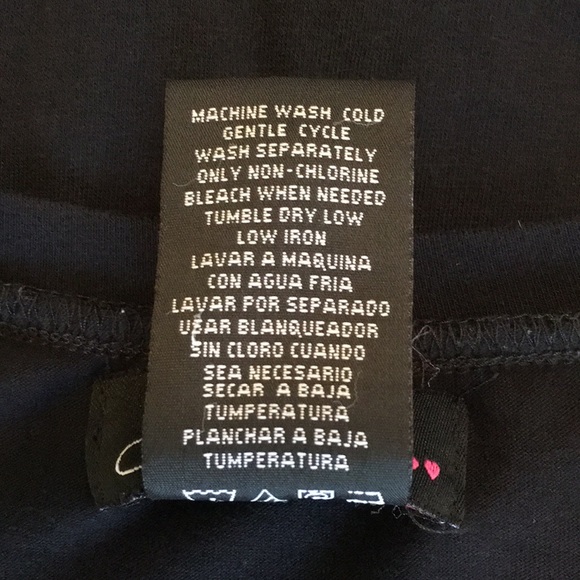 MACHINE WASH COLD
GENTLE CYCLE
WASH SEPARATELY
ONLY NON-CHLORINE
BLEACH WHEN NEEDED
TUMBLE DRY LOW
LOW IRON
LAVAR A MAQUINA
CON AGUA FRIA
LAVAR POR SEPARADO
USAR BLANQUEADOR
SIN CLORO CUANDO
SEA NECESARIO
SECAR A BAJA
TUMPERATURA
PLANCHAR A BAJA
TUMPERATURA